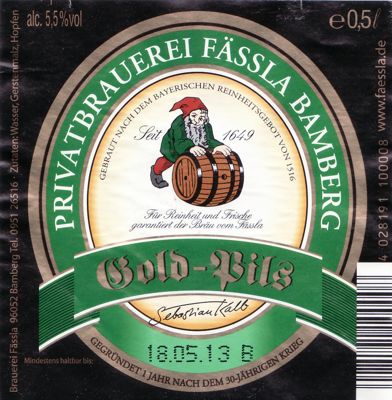 alc. 5,5%vol
e0,5l
PRIVATBRAUEREI FÄSSLA BAMBERG
GEBRAUT NACH DEM BAYERISCHEN REINHEITSGEBOT VON 1516
Seit 1649
Für Reinheit und Frische
garantiert der Bräu vom Fässla
Gold-Pils
Sebastian Kalb
Mindestens haltbar bis:
18.05.13 B
GEGRÜNDET 1 JAHR NACH DEM 30-JÄHRIGEN KRIEG
Brauerei Fässla 96052 Bamberg Tel. 0951 26516 Zutaten: Wasser, Gerstenmalz, Hopfen
www.faessla.de
4 028191 000008